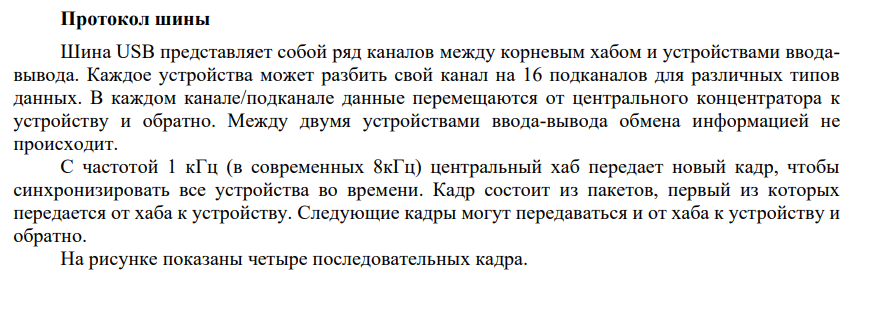 Протокол шины
Шина USB представляет собой ряд каналов между корневым хабом и устройствами ввода-
вывода. Каждое устройства может разбить свой канал на 16 подканалов для различных типов
данных. В каждом канале/подканале данные перемещаются от центрального концентратора к
устройству и обратно. Между двумя устройствами ввода-вывода обмена информацией не
происходит.
С частотой 1 кГц (в современных 8кГц) центральный хаб передает новый кадр, чтобы
синхронизировать все устройства во времени. Кадр состоит из пакетов, первый из которых
передается от хаба к устройству. Следующие кадры могут передаваться и от хаба к устройству и
обратно.
На рисунке показаны четыре последовательных кадра.